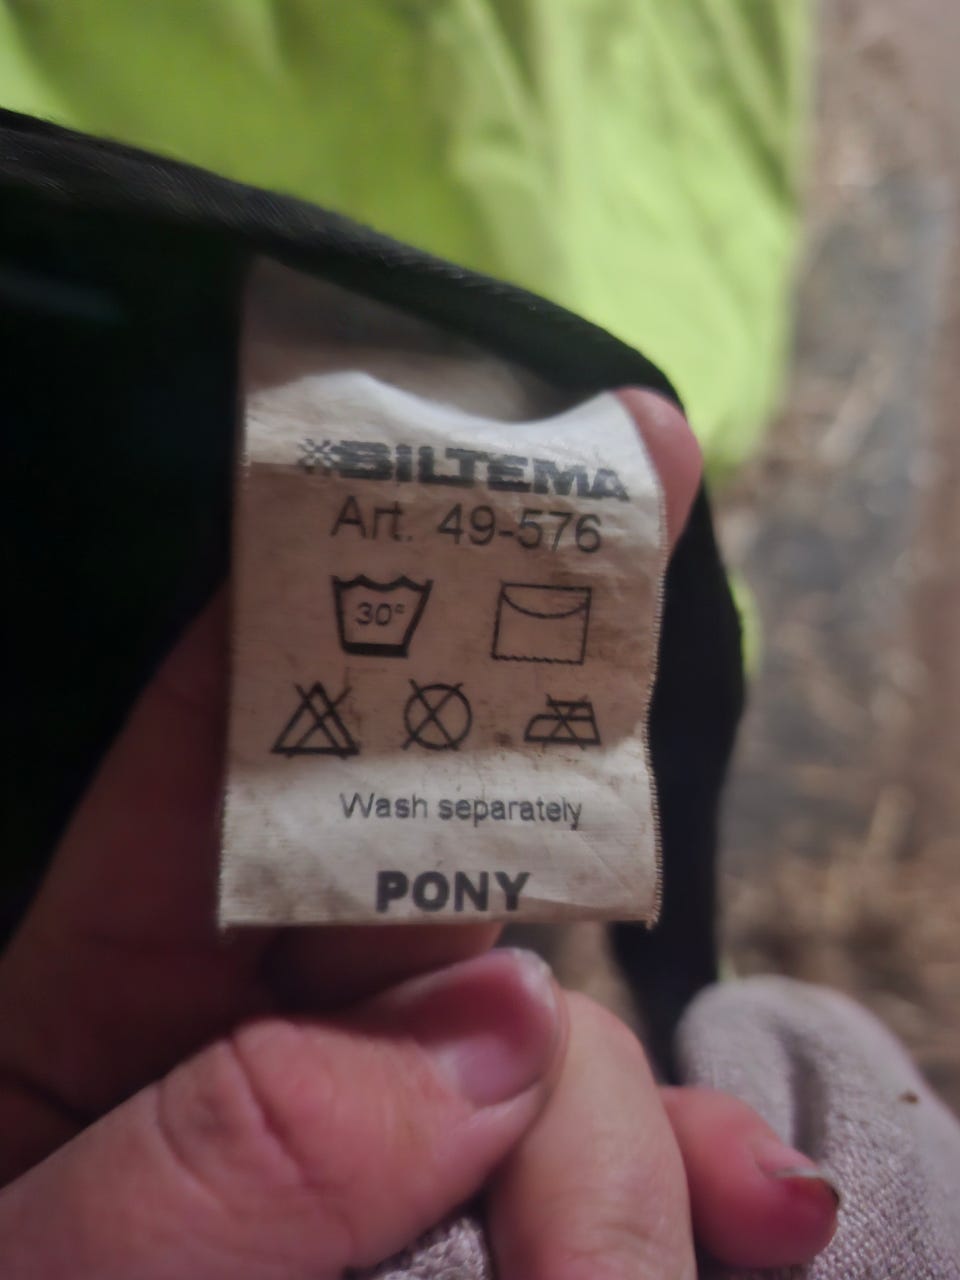 BILTEMA
Art. 49-576
30°
Wash separately
PONY